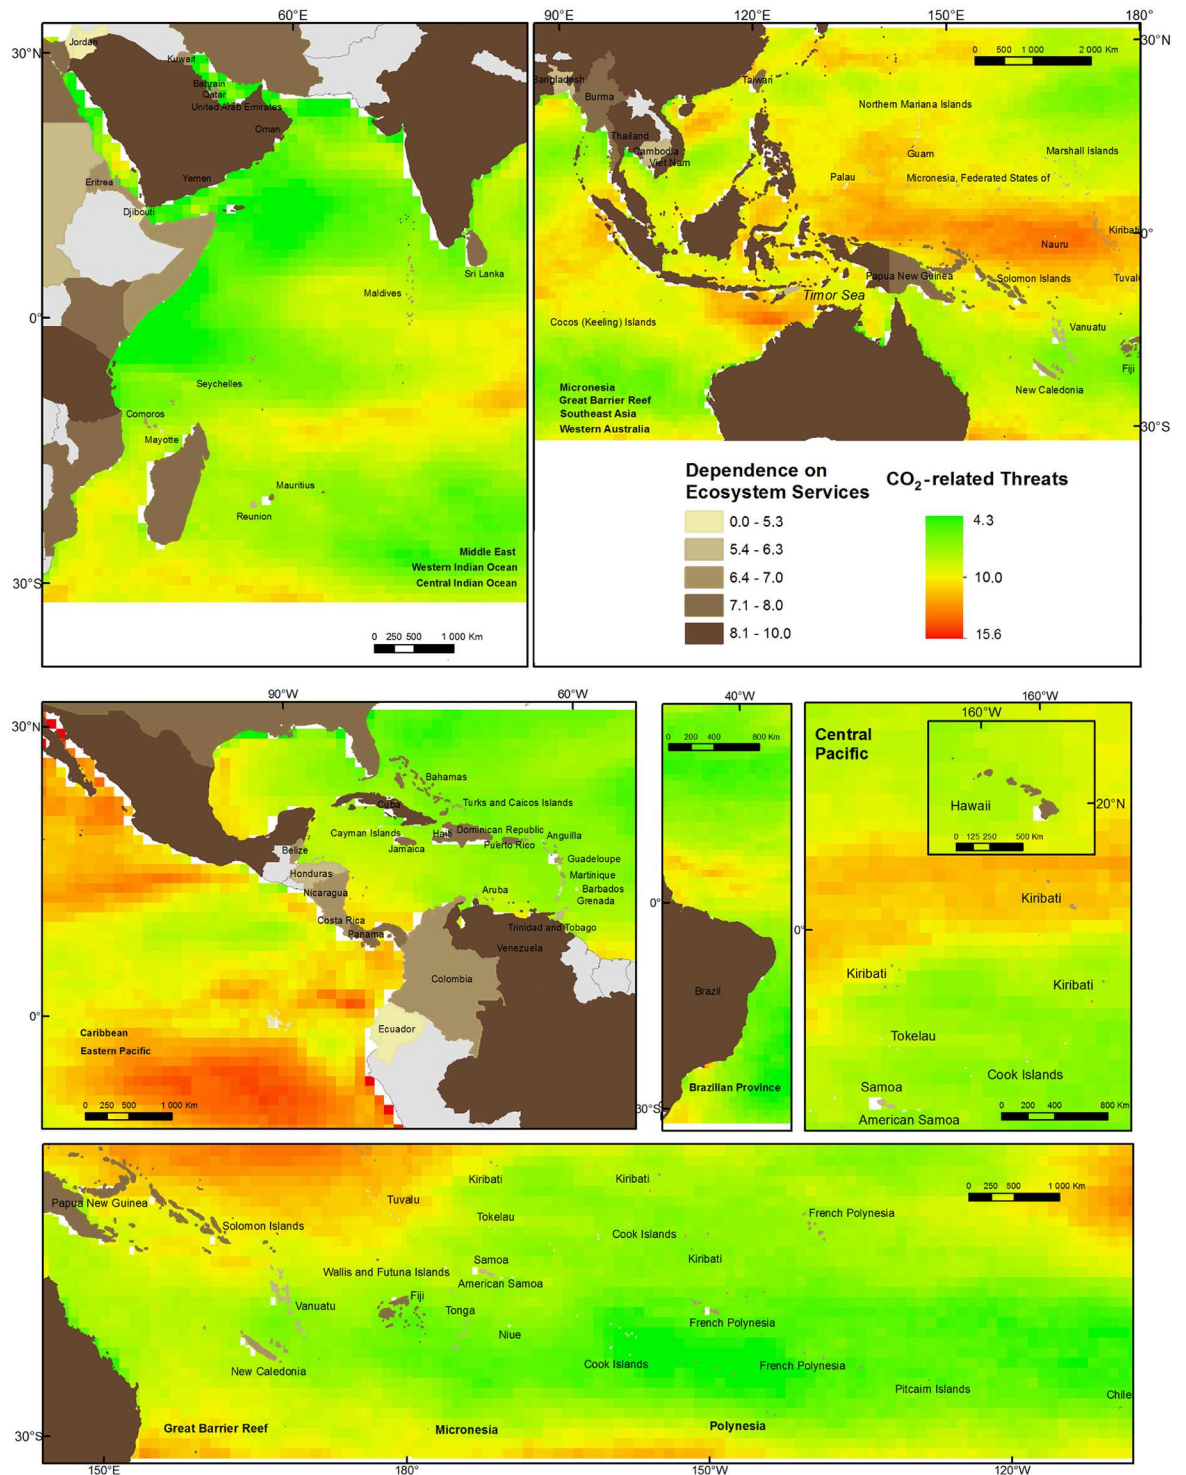 60°E
30°N
Jordan
Kuwait
Bahrain
Qatar
United Arab Emirates
Oman
Yemen
Eritrea
Djibouti
Sri Lanka
Maldives
0°
Seychelles
Comoros
Mayotte
Mauritius
Reunion
Middle East
Western Indian Ocean
Central Indian Ocean
30°S
0 250 500 1 000 Km
90°E 120°E 150°E 180°
30°N
0 500 1 000 2 000 Km
Bangladesh
Taiwan
Burma
Northern Mariana Islands
Thailand
Cambodia
Viet Nam
Guam
Marshall Islands
Palau
Micronesia, Federated States of
Kiribati
0°
Nauru
Papua New Guinea
Solomon Islands
Tuval
Timor Sea
Cocos (Keeling) Islands
Vanuatu
Fiji
New Caledonia
Micronesia
Great Barrier Reef
Southeast Asia
Western Australia
30°S
Dependence on
Ecosystem Services
0.0 - 5.3
5.4 - 6.3
6.4 - 7.0
7.1 - 8.0
8.1 - 10.0
CO2-related Threats
4.3
10.0
15.6
90°W 60°W
30°N
Bahamas
Cuba
Turks and Caicos Islands
Cayman Islands
Haiti
Dominican Republic
Anguilla
Jamaica
Puerto Rico
Belize
Guadeloupe
Honduras
Martinique
Nicaragua
Aruba
Barbados
Grenada
Costa Rica
Trinidad and Tobago
Panama
Venezuela
Colombia
0°
Ecuador
Caribbean
Eastern Pacific
0 250 500 1 000 Km
40°W
0 200 400 800 Km
0°
Brazil
Brazilian Province
30°S
160°W
Central
Pacific
160°W
Hawaii
20°N
0 125 250 500 Km
Kiribati
0°
Kiribati
Kiribati
Tokelau
Cook Islands
Samoa
0 200 400 800 Km
American Samoa
Papua New Guinea
Solomon Islands
Tuvalu
Kiribati
Kiribati
0 250 500 1 000 Km
Tokelau
French Polynesia
Cook Islands
Samoa
Kiribati
Wallis and Futuna Islands
American Samoa
Fiji
Vanuatu
Tonga
French Polynesia
Niue
New Caledonia
Cook Islands
French Polynesia
Pitcairn Islands
Chile
Great Barrier Reef
Micronesia
Polynesia
30°S
150°E 180° 150°W 120°W